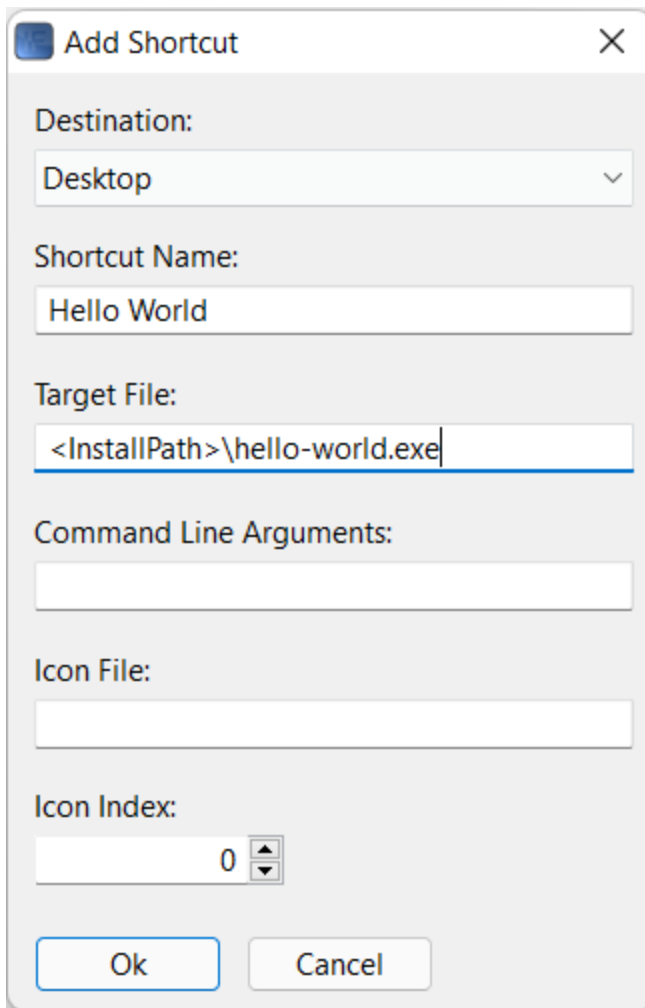 Add Shortcut
Destination:
Desktop
Shortcut Name:
Hello World
Target File:
<InstallPath>\hello-world.exe
Command Line Arguments:
Icon File:
Icon Index:
0
Ok Cancel